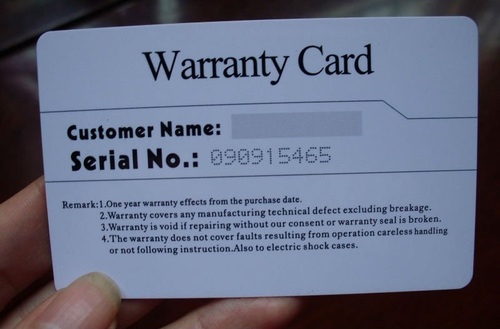 Warranty Card
Customer Name:
Serial No.: 090915465
Remark:1.One year warranty effects from the purchase date.
2.Warranty covers any manufacturing technical defect excluding breakage.
3.Warranty is void if repairing without our consent or warranty seal is broken.
4.The warranty does not cover faults resulting from operation careless handling
or not following instruction.Also to electric shock cases.